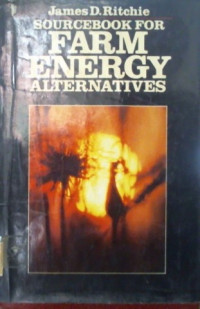 James D. Ritchie
SOURCEBOOK FOR
FARM
ENERGY
ALTERNATIVES